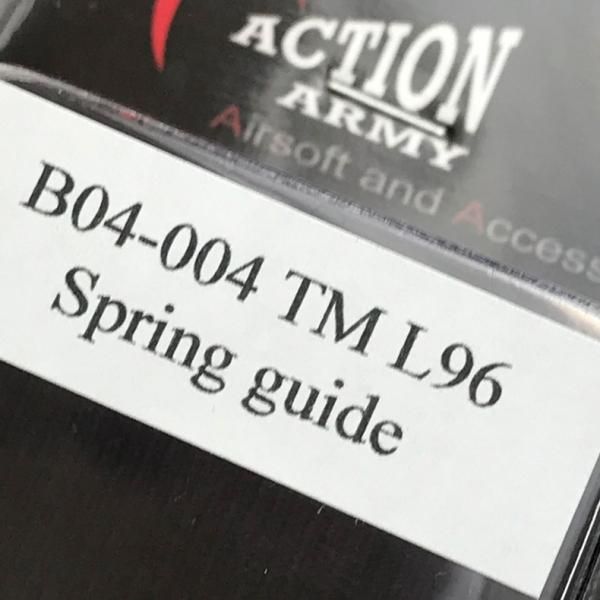 ACTION
ARMY
Airsoft and Access
B04-004 TM L96
Spring guide